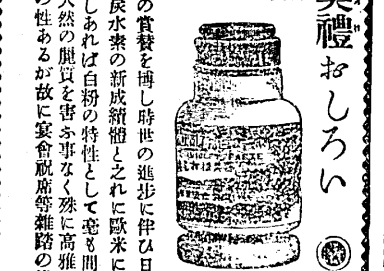 禮おしろい
の賞賛を博し時世の進歩に伴ひ日
炭水素の新成績體と之れに歐米に
しあれば白粉の特性として毫も間
天然の麗質を害ふ事なく殊に高雅
の性あるが故に宴會祝席等雑踏の